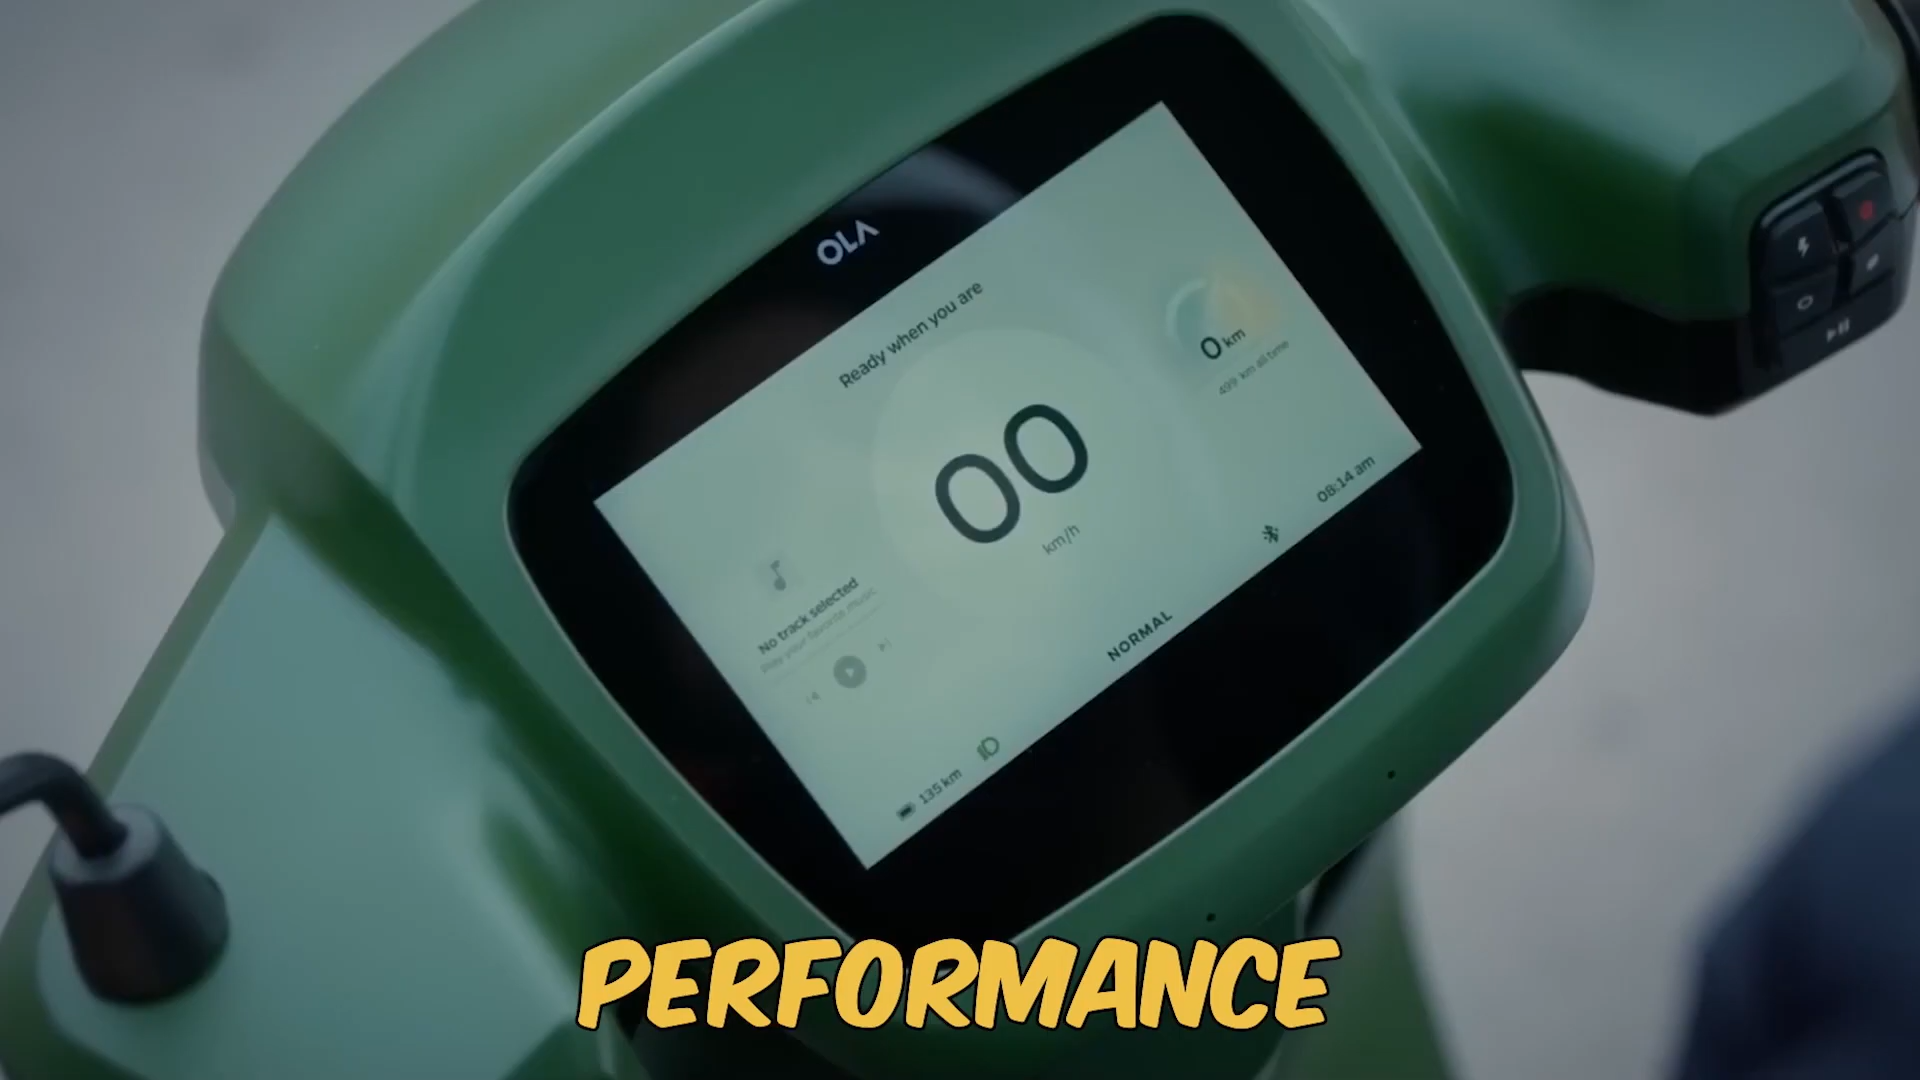 OLA
Ready when you are
0 km
499 km all time
00
km/h
No track selected
Play your favorite music
08:14 am
NORMAL
135 km
PERFORMANCE